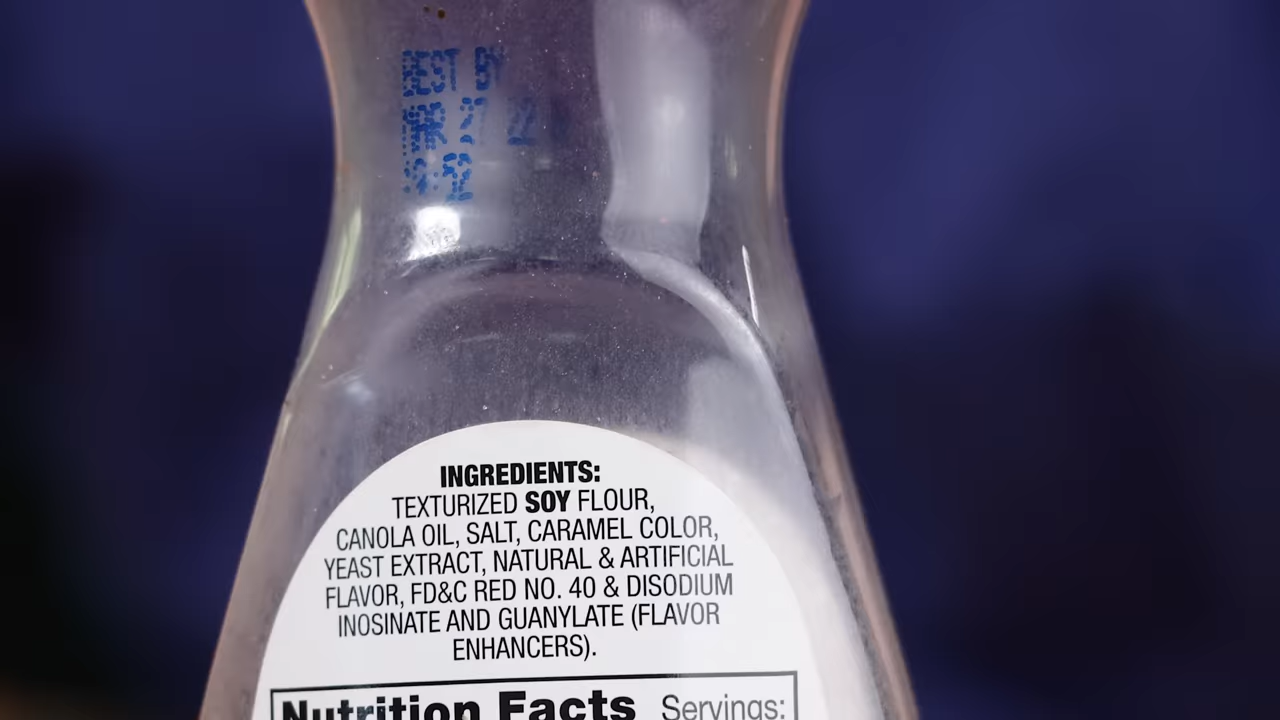 BEST BY
MAR 27 22
INGREDIENTS:
TEXTURIZED SOY FLOUR,
CANOLA OIL, SALT, CARAMEL COLOR,
YEAST EXTRACT, NATURAL & ARTIFICIAL
FLAVOR, FD&C RED NO. 40 & DISODIUM
INOSINATE AND GUANYLATE (FLAVOR
ENHANCERS).
Nutrition Facts Servings: